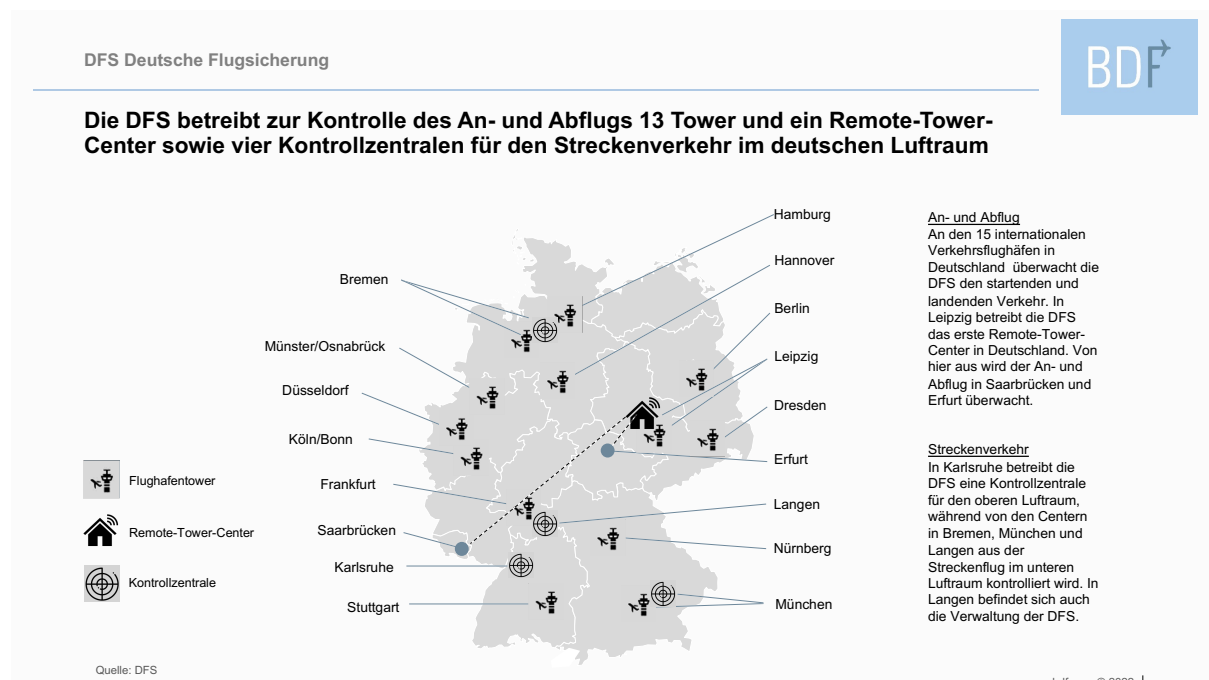 DFS Deutsche Flugsicherung
BDF
Die DFS betreibt zur Kontrolle des An- und Abflugs 13 Tower und ein Remote-Tower-
Center sowie vier Kontrollzentralen für den Streckenverkehr im deutschen Luftraum
Hamburg
Hannover
Berlin
Leipzig
Dresden
Erfurt
Langen
Nürnberg
München
Bremen
Münster/Osnabrück
Düsseldorf
Köln/Bonn
Frankfurt
Saarbrücken
Karlsruhe
Stuttgart
Flughafentower
Remote-Tower-Center
Kontrollzentrale
An- und Abflug
An den 15 internationalen
Verkehrsflughäfen in
Deutschland überwacht die
DFS den startenden und
landenden Verkehr. In
Leipzig betreibt die DFS
das erste Remote-Tower-
Center in Deutschland. Von
hier aus wird der An- und
Abflug in Saarbrücken und
Erfurt überwacht.
Streckenverkehr
In Karlsruhe betreibt die
DFS eine Kontrollzentrale
für den oberen Luftraum,
während von den Centern
in Bremen, München und
Langen aus der
Streckenflug im unteren
Luftraum kontrolliert wird. In
Langen befindet sich auch
die Verwaltung der DFS.
Quelle: DFS